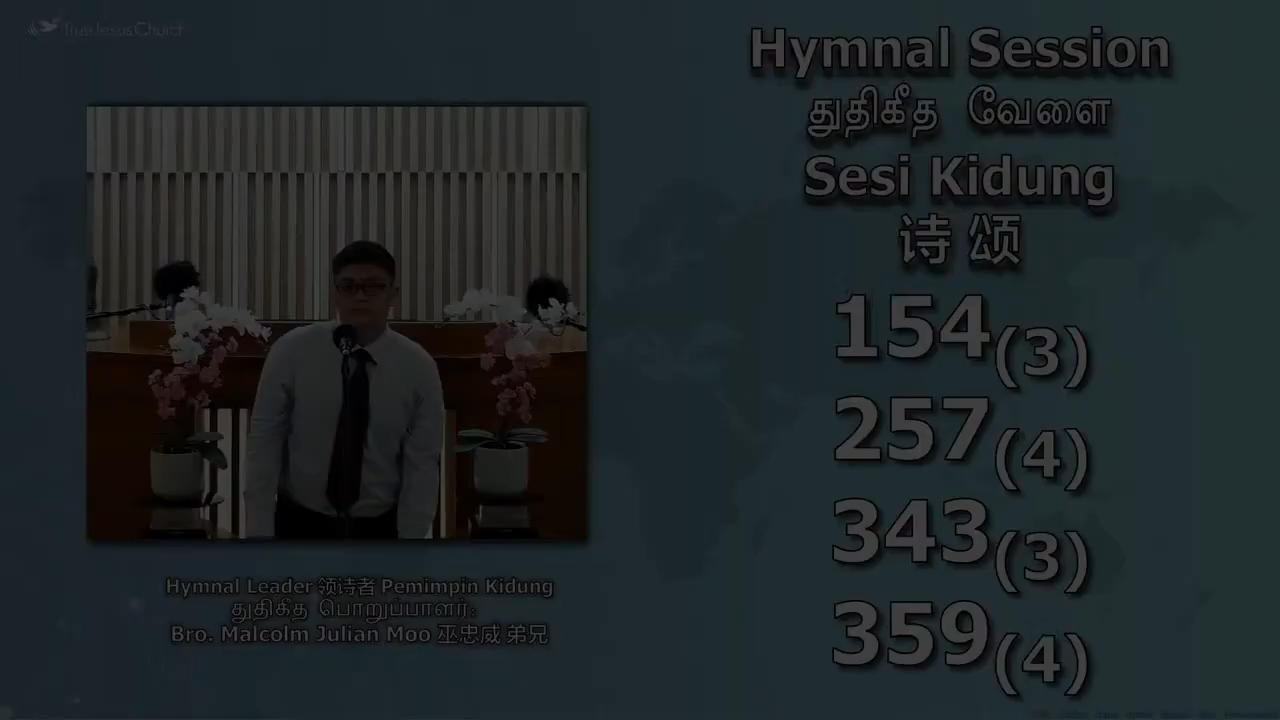 TrueJesusChurch
Hymnal Session
துதிகீத வேளை
Sesi Kidung
诗 颂
154(3)
257(4)
343(3)
359(4)
Hymnal Leader 领诗者 Pemimpin Kidung
துதிகீத பொறுப்பாளர்:
Bro. Malcolm Julian Moo 巫忠威 弟兄